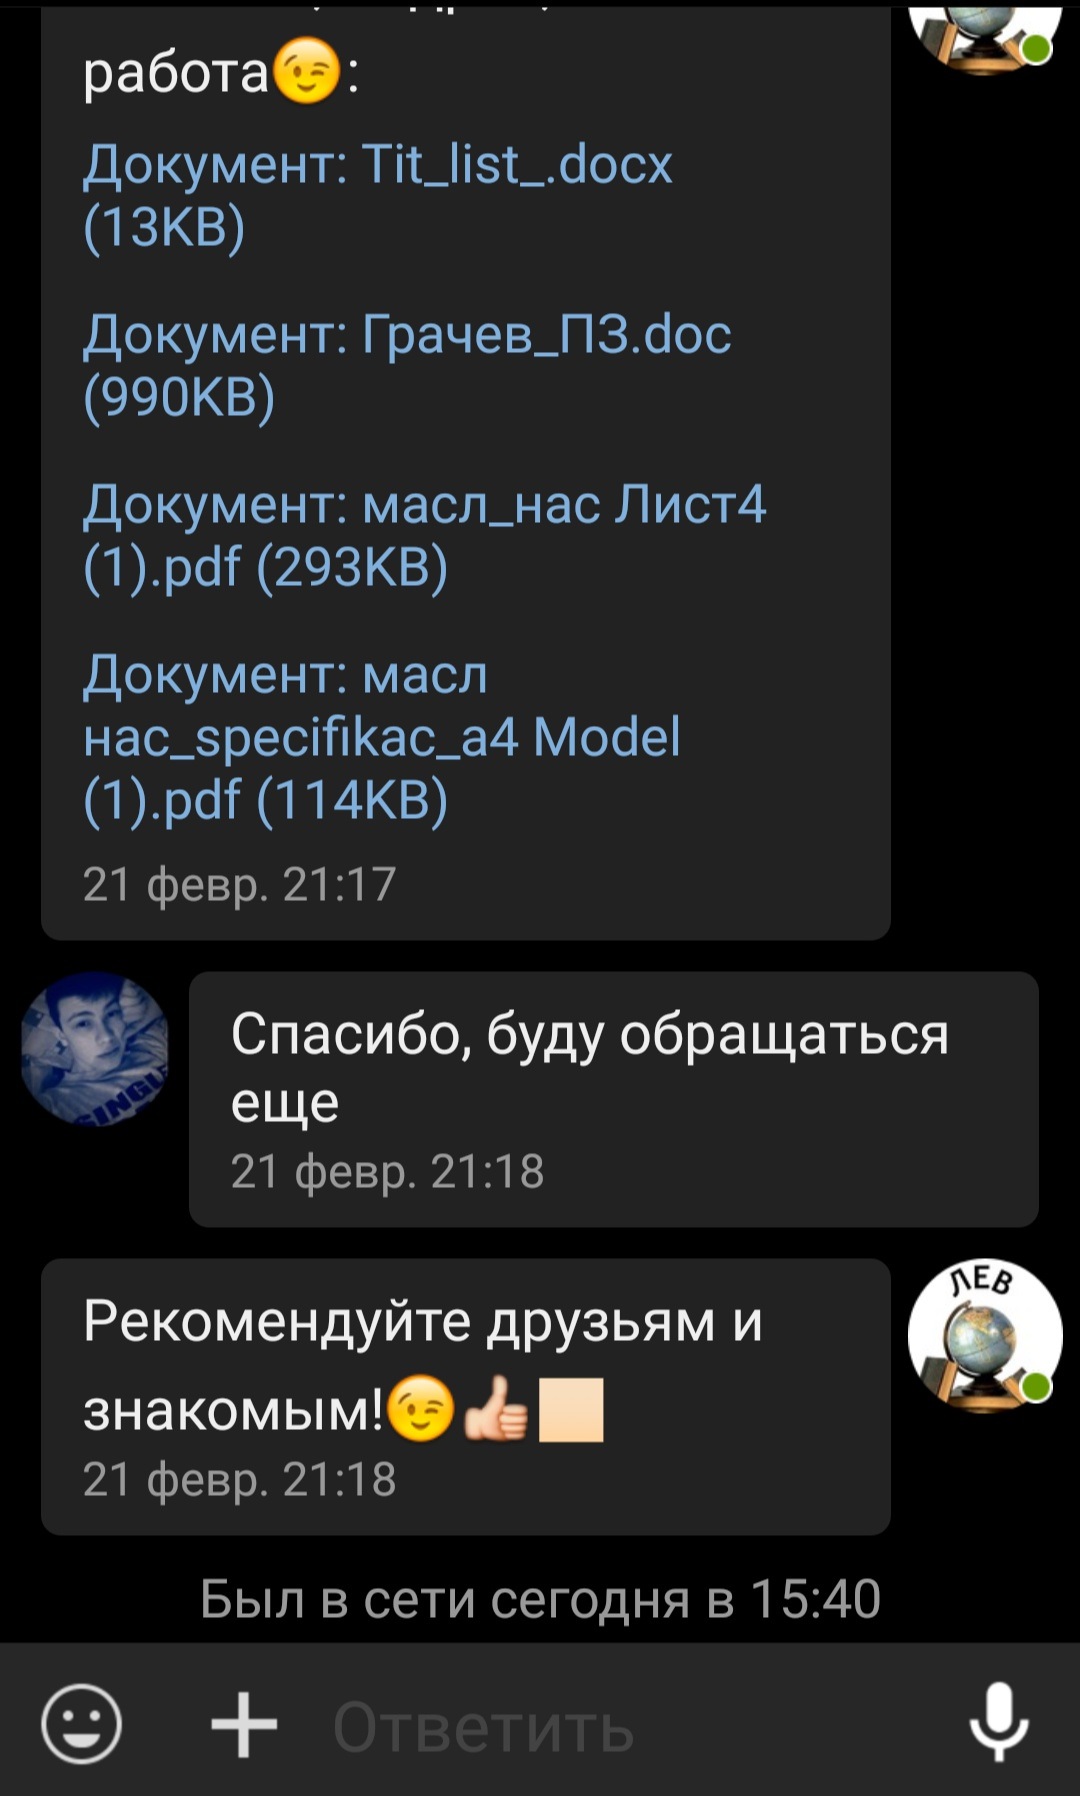 работа😉:
Документ: Tit_list_.docx
(13KB)
Документ: Грачев_ПЗ.doc
(990KB)
Документ: масл_нас Лист4
(1).pdf (293KB)
Документ: масл
нас_specifikac_a4 Model
(1).pdf (114KB)
21 февр. 21:17
SINGL
Спасибо, буду обращаться
еще
21 февр. 21:18
ЛЕВ
Рекомендуйте друзьям и
знакомым!😉👍🏻
21 февр. 21:18
Был в сети сегодня в 15:40
Ответить